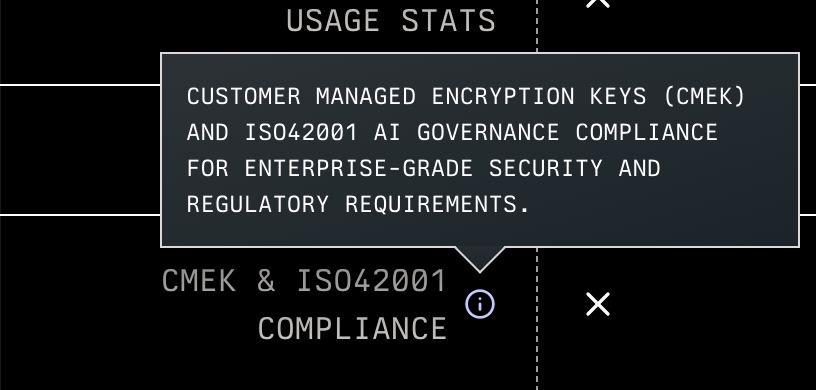 USAGE STATS
CUSTOMER MANAGED ENCRYPTION KEYS (CMEK)
AND ISO42001 AI GOVERNANCE COMPLIANCE
FOR ENTERPRISE-GRADE SECURITY AND
REGULATORY REQUIREMENTS.
CMEK & ISO42001
COMPLIANCE